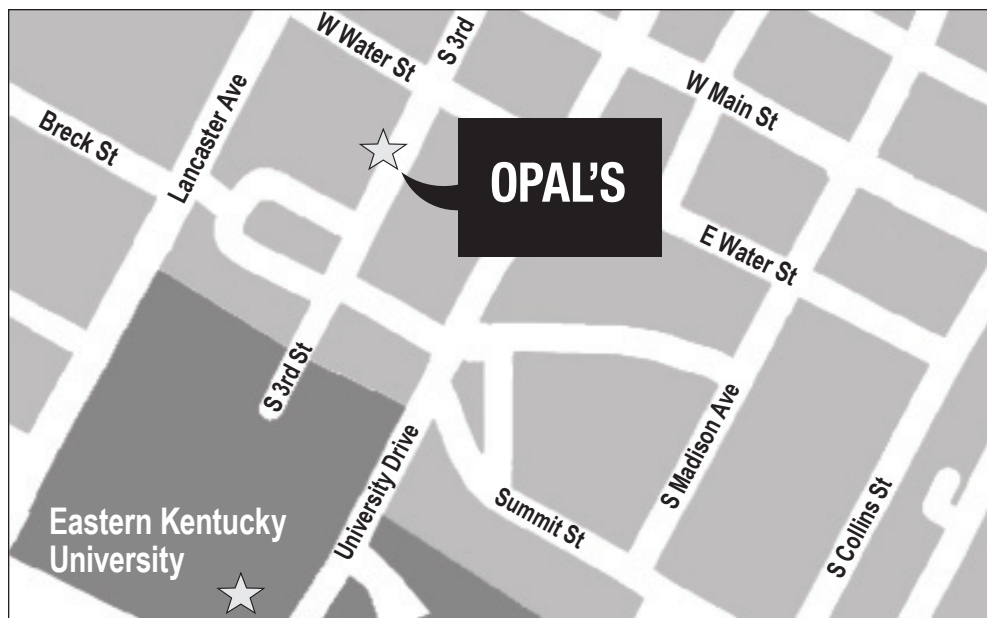 W Water St
S 3rd
W Main St
Lancaster Ave
Breck St
OPAL'S
E Water St
S 3rd St
S Madison Ave
University Drive
Summit St
S Collins St
Eastern Kentucky
University